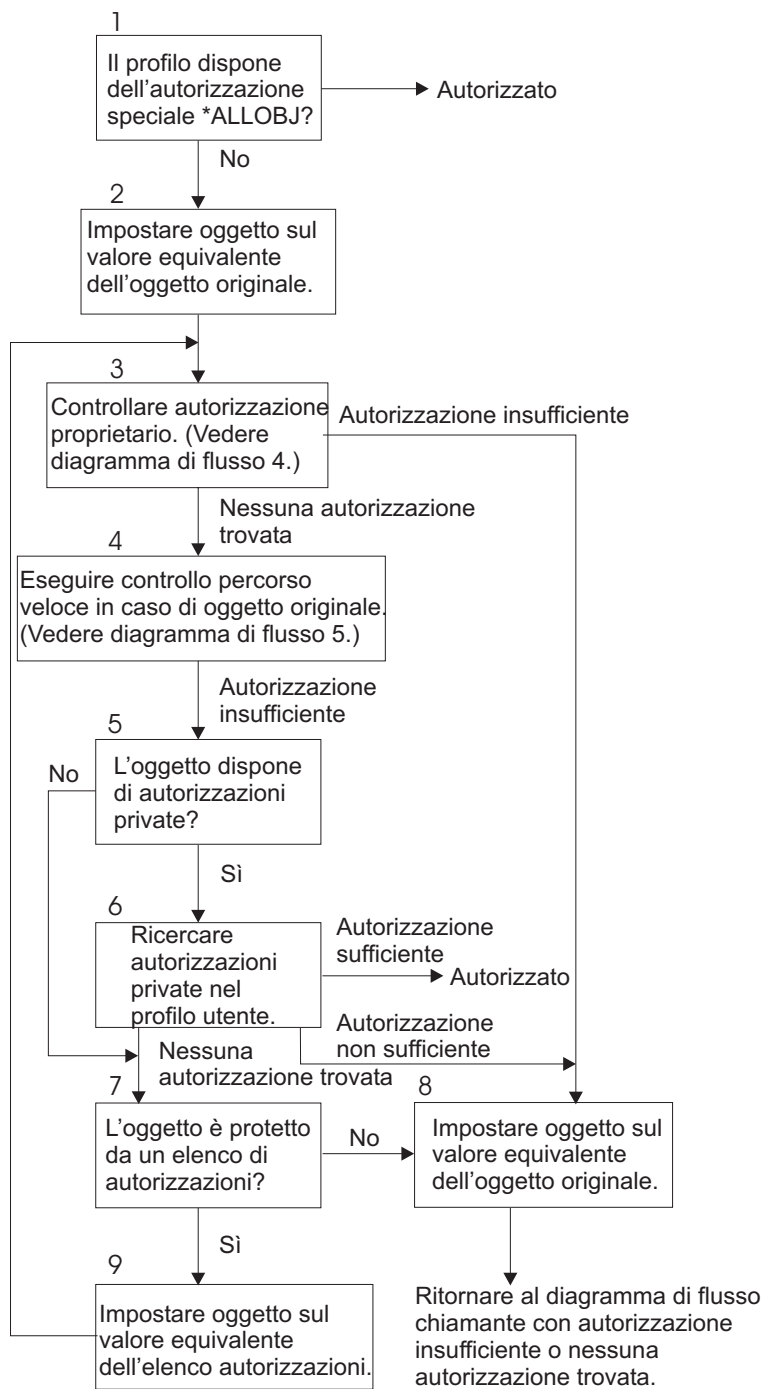 1
Il profilo dispone
dell'autorizzazione
speciale *ALLOBJ?
Autorizzato
No
2
Impostare oggetto sul
valore equivalente
dell'oggetto originale.
3
Controllare autorizzazione
proprietario. (Vedere
diagramma di flusso 4.)
Autorizzazione insufficiente
Nessuna autorizzazione
trovata
4
Eseguire controllo percorso
veloce in caso di oggetto originale.
(Vedere diagramma di flusso 5.)
Autorizzazione
insufficiente
5
L'oggetto dispone
di autorizzazioni
private?
No
Sì
6
Ricercare
autorizzazioni
private nel
profilo utente.
Autorizzazione
sufficiente
Autorizzato
Autorizzazione
non sufficiente
Nessuna
autorizzazione trovata
7
L'oggetto è protetto
da un elenco di
autorizzazioni?
No
8
Impostare oggetto sul
valore equivalente
dell'oggetto originale.
Sì
9
Impostare oggetto sul
valore equivalente
dell'elenco autorizzazioni.
Ritornare al diagramma di flusso
chiamante con autorizzazione
insufficiente o nessuna
autorizzazione trovata.